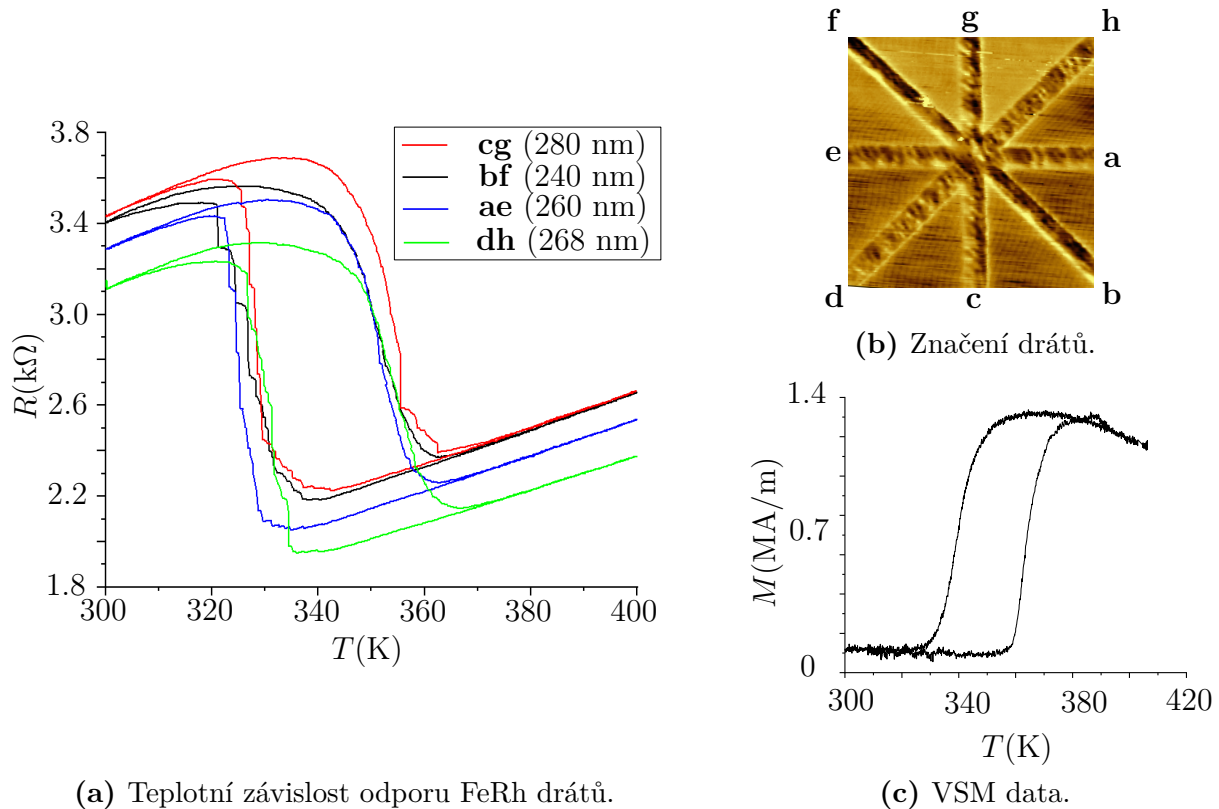 3.8
3.4
3.0
2.6
2.2
1.8
R(kΩ)
300
320
340
360
380
400
T(K)
cg (280 nm)
bf (240 nm)
ae (260 nm)
dh (268 nm)
(a) Teplotní závislost odporu FeRh drátů.
f
g
h
e
a
d
c
b
(b) Značení drátů.
1.4
0.7
0
M(MA/m)
300
340
380
420
T(K)
(c) VSM data.